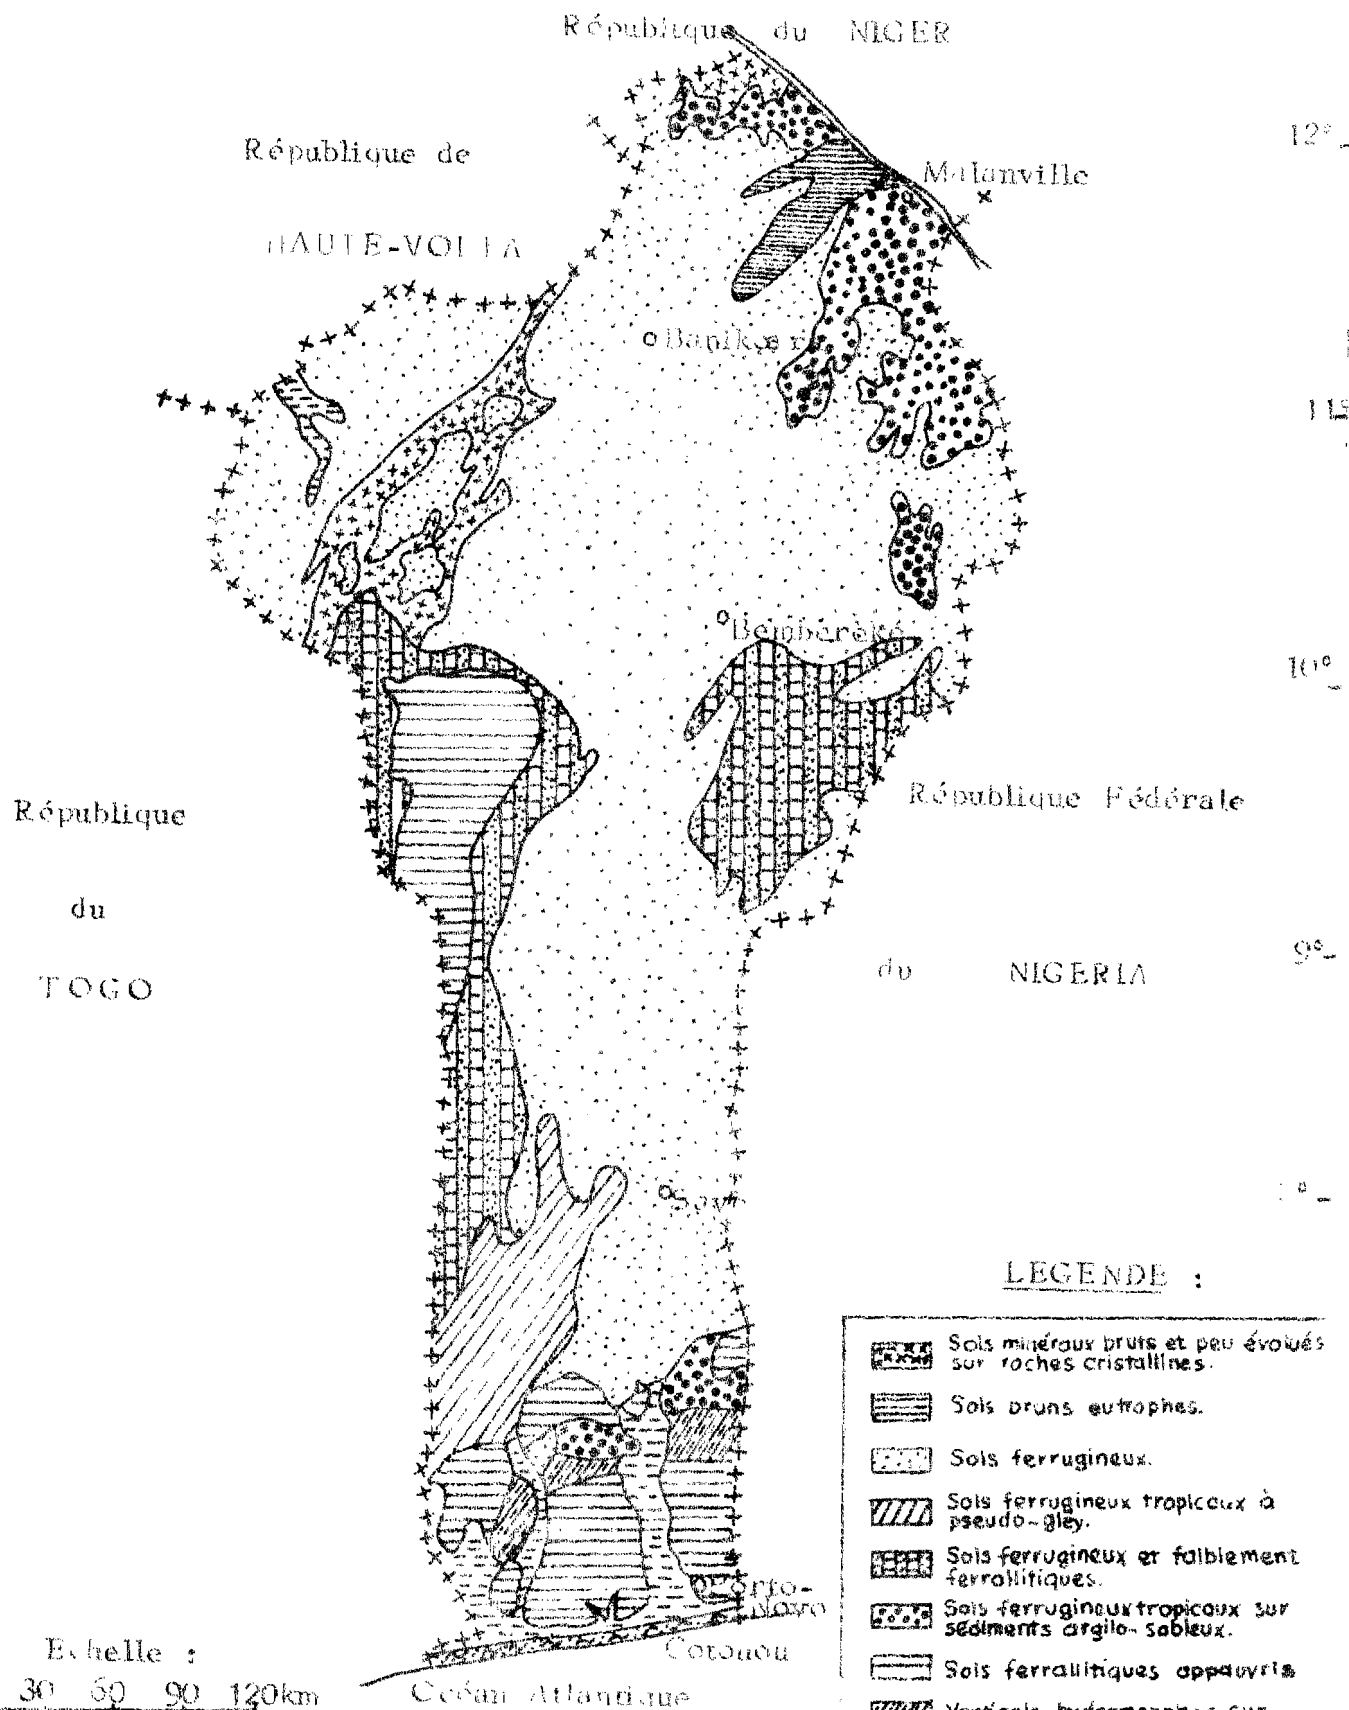 République du NIGER
12°
République de
Malanville
HAUTE-VOLTA
11°
Bembérèké
10°
République
République Fédérale
du
9°
du NIGERIA
TOGO
LEGENDE :
Sols minéraux bruts et peu évolués
sur roches cristallines.
Sols bruns eutrophes.
Sols ferrugineux.
Sols ferrugineux tropicaux à
pseudo-gley.
Sols ferrugineux et faiblement
ferrallitiques.
Sols ferrugineux tropicaux sur
sédiments argilo-sableux.
Sols ferrallitiques appauvris
Porto-
Novo
Cotonou
Echelle :
30 60 90 120km
Océan Atlantique